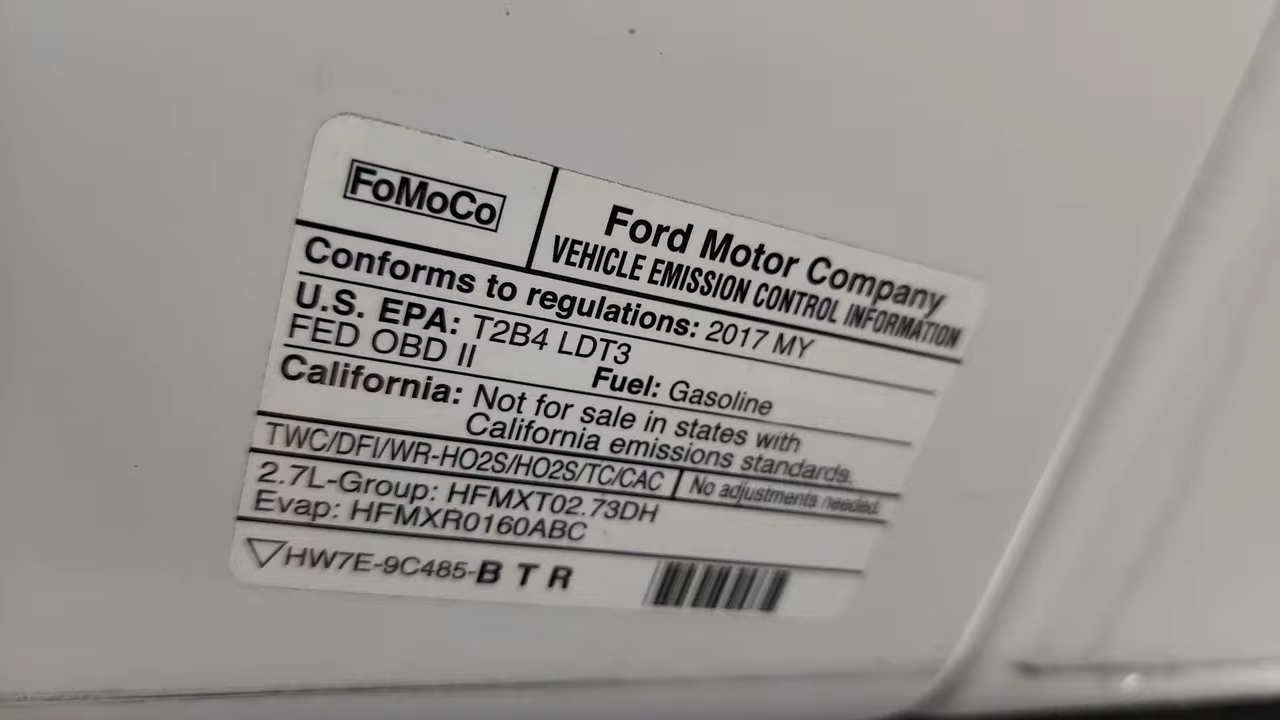 FoMoCo
Ford Motor Company
VEHICLE EMISSION CONTROL INFORMATION
Conforms to regulations: 2017 MY
U.S. EPA: T2B4 LDT3
FED OBD II Fuel: Gasoline
California: Not for sale in states with
California emissions standards.
TWC/DFI/WR-HO2S/HO2S/TC/CAC No adjustments needed.
2.7L-Group: HFMXT02.73DH
Evap: HFMXR0160ABC
HW7E-9C485-B T R